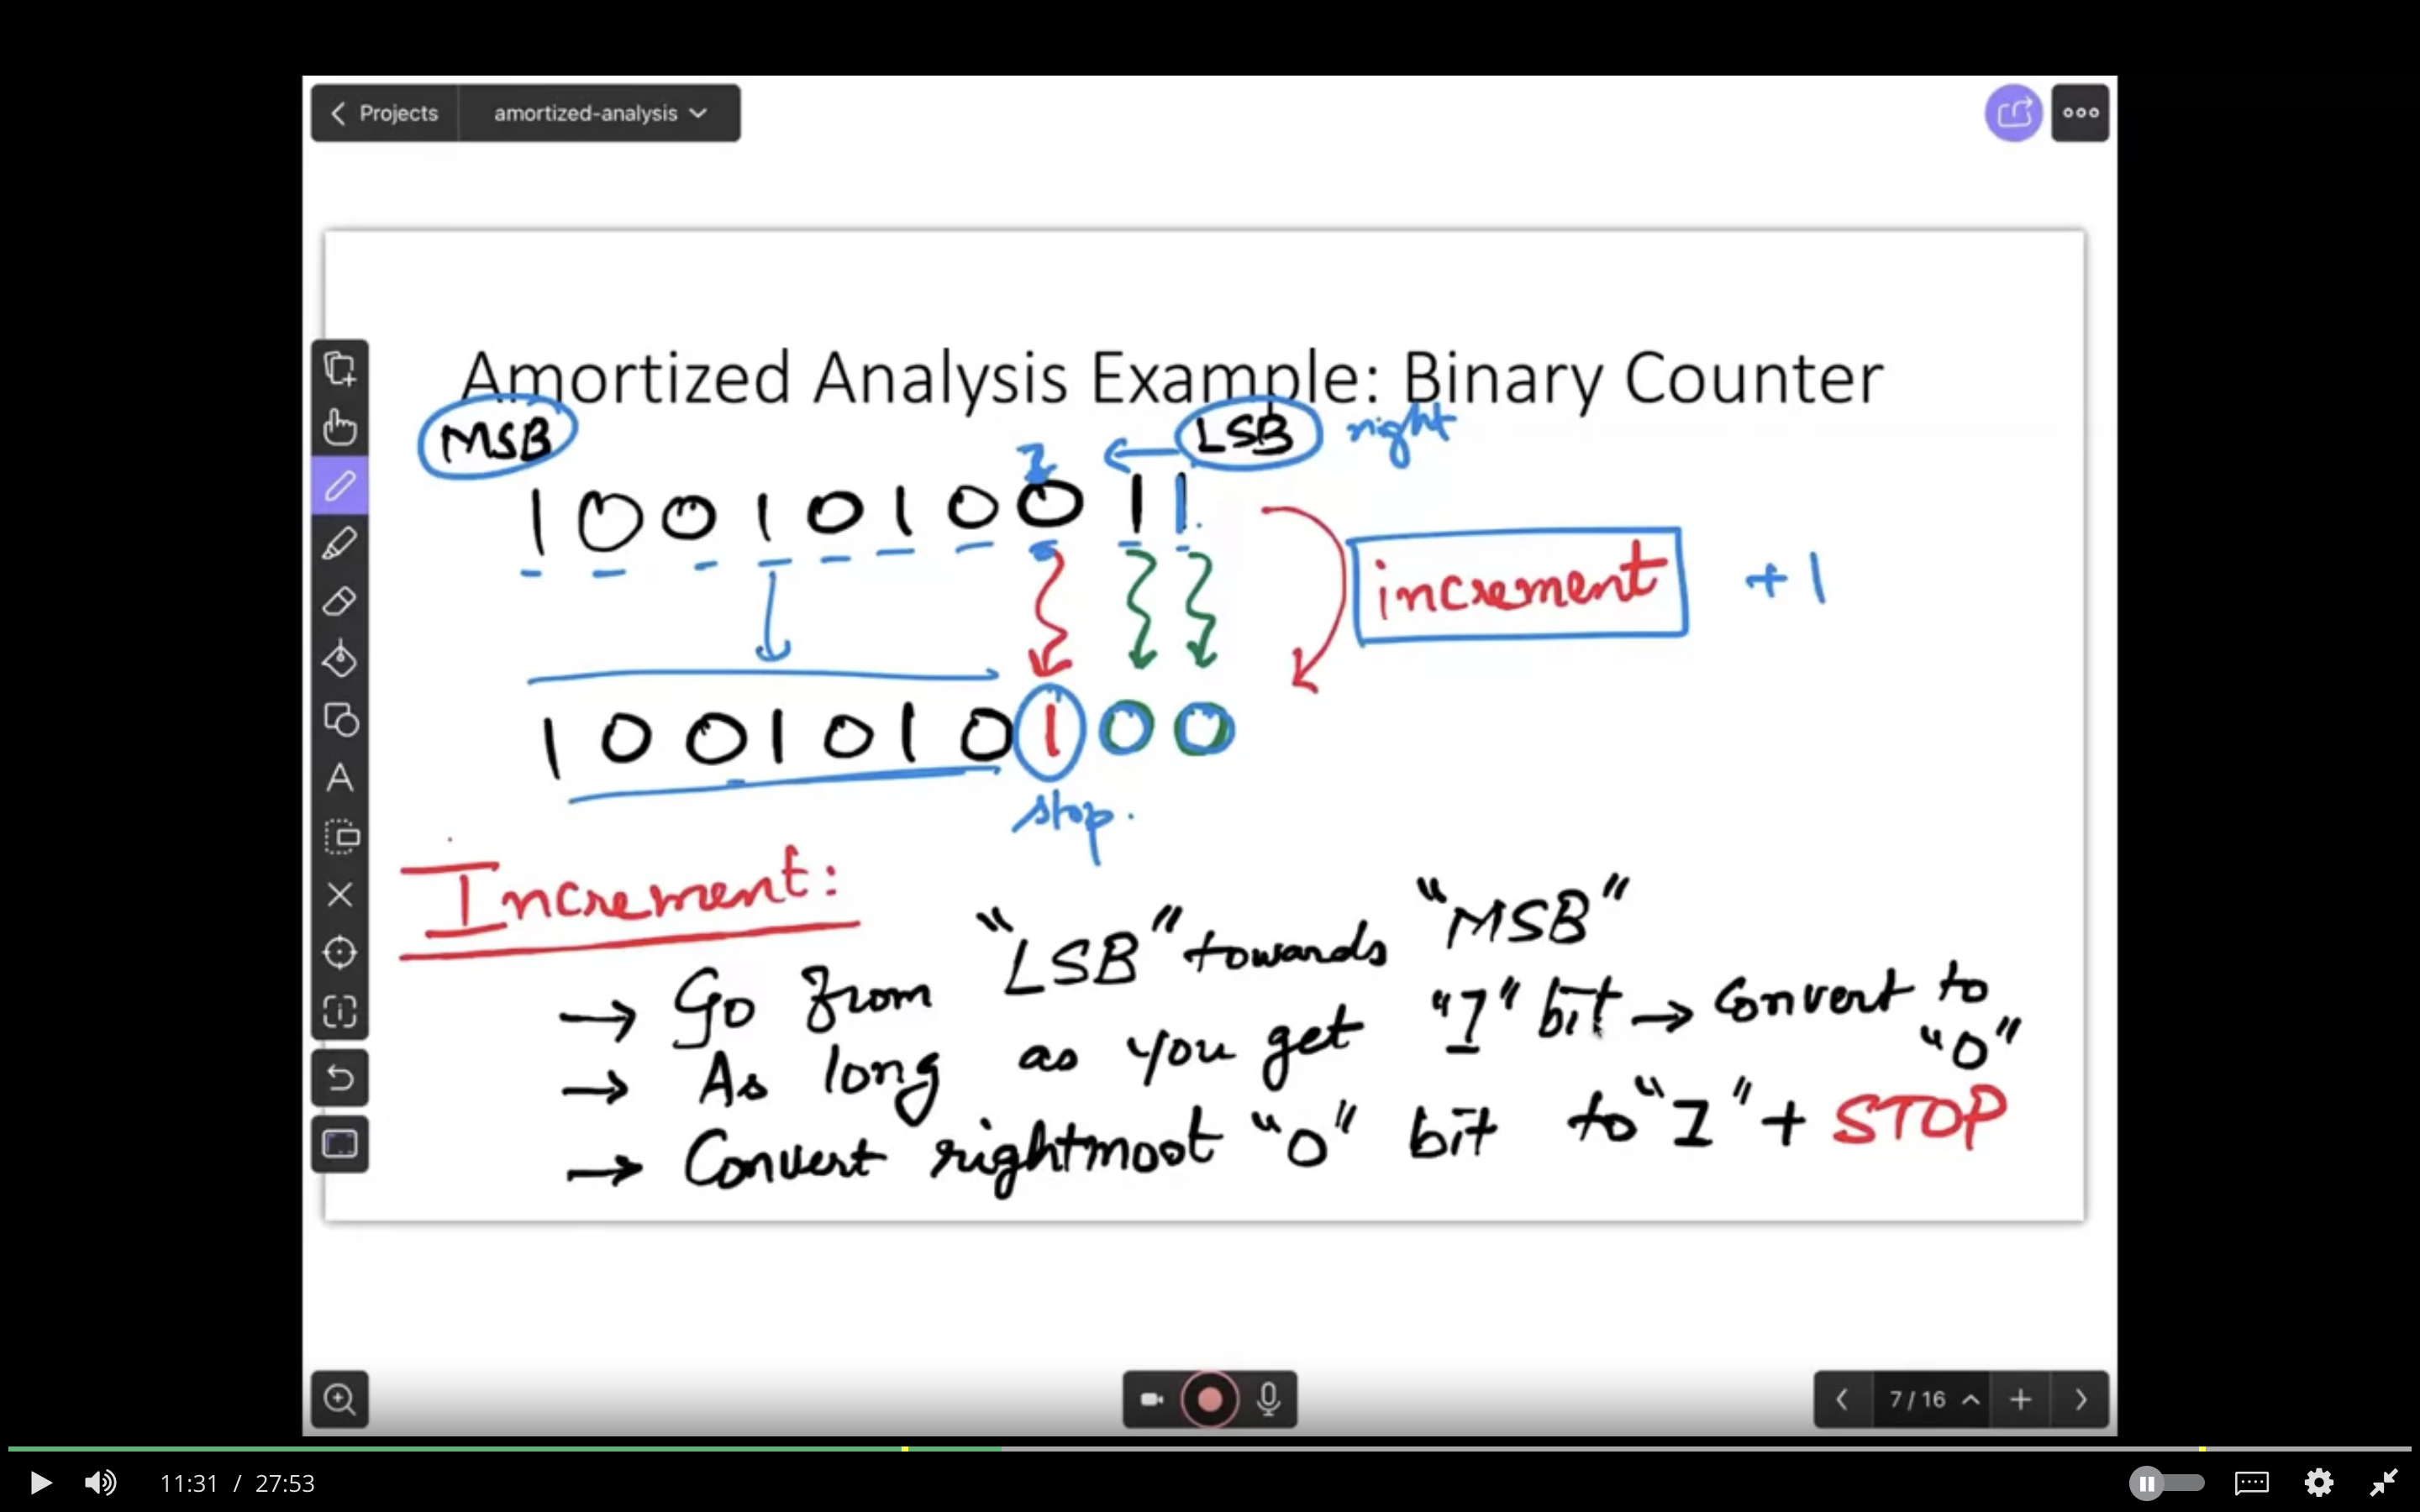 Projects amortized-analysis
Amortized Analysis Example: Binary Counter
MSB LSB right
1 0 0 1 0 1 0 0 1 1
increment +1
1 0 0 1 0 1 0 1 0 0
stop.
Increment:
→ Go from "LSB" towards "MSB"
→ As long as you get "1" bit → Convert to "0"
→ Convert rightmost "0" bit to "1" + STOP
7 / 16
11:31 / 27:53